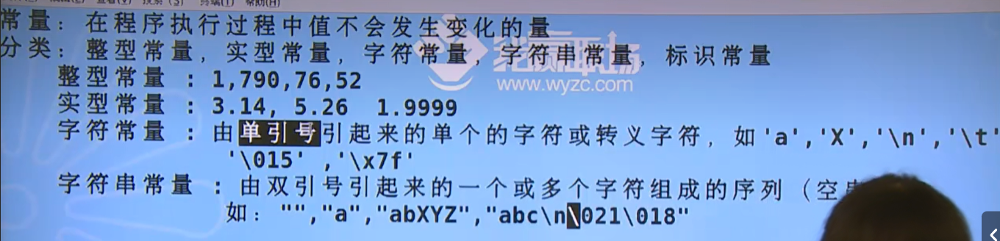 常量：在程序执行过程中值不会发生变化的量
分类：整型常量，实型常量，字符常量，字符串常量，标识常量
整型常量 : 1,790,76,52
实型常量 : 3.14, 5.26 1.9999
字符常量 : 由单引号引起来的单个的字符或转义字符，如'a','X','\n','\t'
'\015' ,'\x7f'
字符串常量 : 由双引号引起来的一个或多个字符组成的序列（空
如："","a","abXYZ","abc\n\021\018"
www.wyzc.com